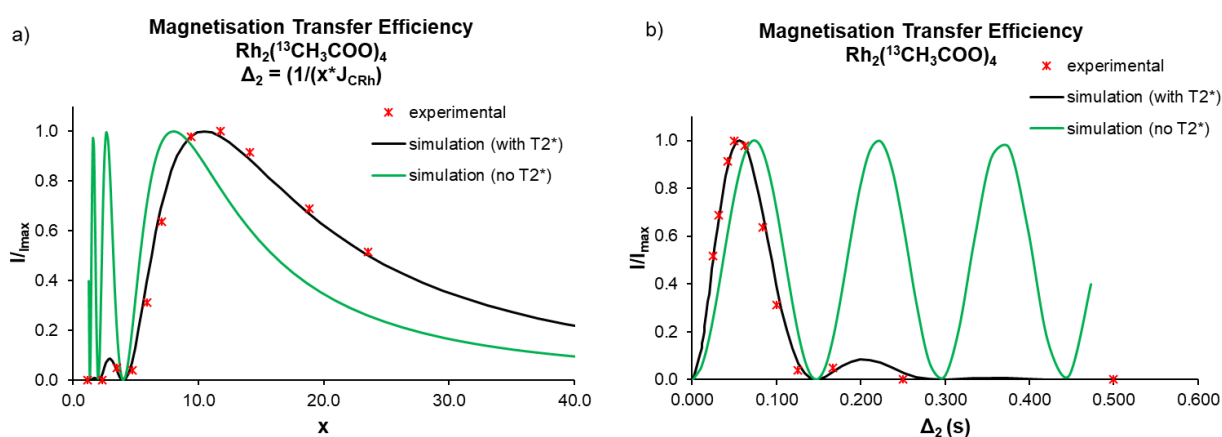 a)
Magnetisation Transfer Efficiency
Rh₂(¹³CH₃COO)₄
Δ₂ = (1/(x*J_CRh)
experimental
simulation (with T2*)
simulation (no T2*)
I/I_max
1.0
0.8
0.6
0.4
0.2
0.0
0.0 10.0 20.0 30.0 40.0
x
b)
Magnetisation Transfer Efficiency
Rh₂(¹³CH₃COO)₄
experimental
simulation (with T2*)
simulation (no T2*)
I/I_max
1.0
0.8
0.6
0.4
0.2
0.0
0.000 0.100 0.200 0.300 0.400 0.500 0.600
Δ₂ (s)